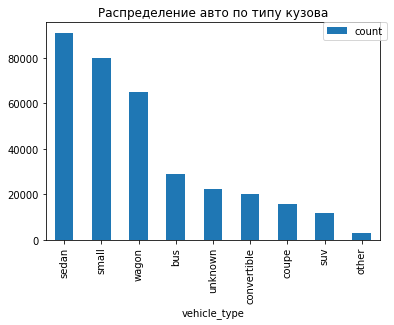 Распределение авто по типу кузова
count
80000
60000
40000
20000
0
sedan
small
wagon
bus
unknown
convertible
coupe
suv
other
vehicle_type